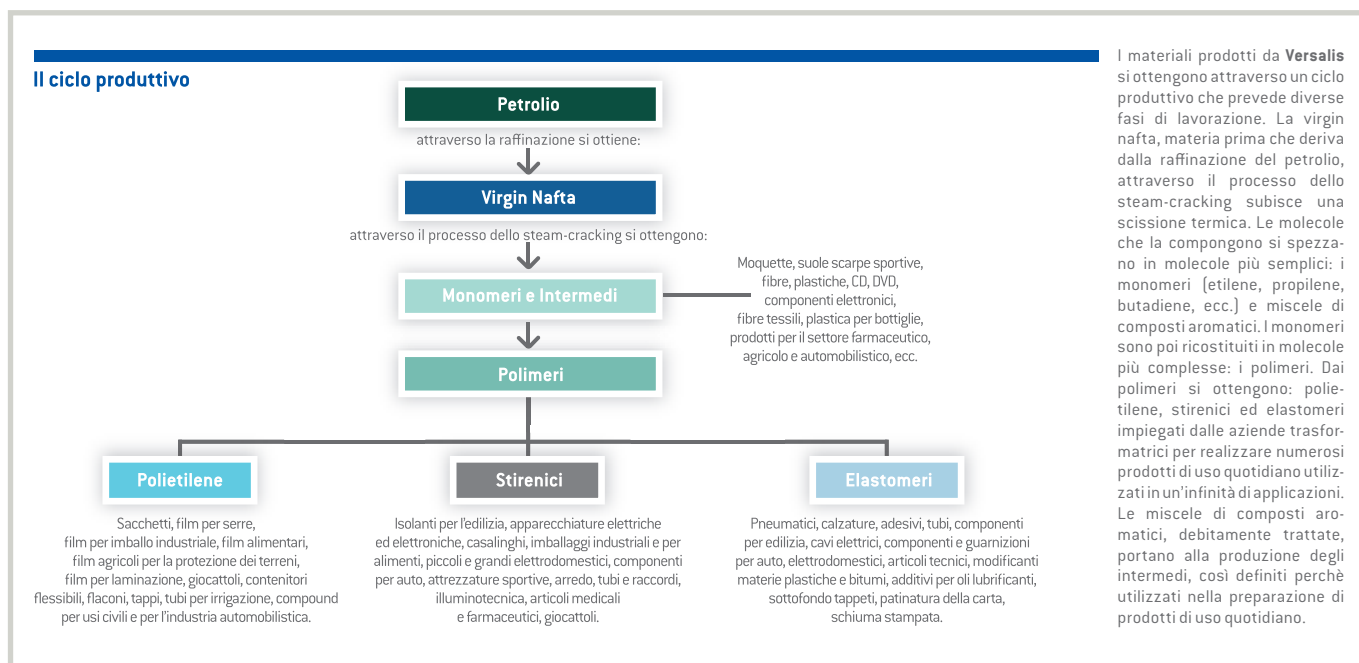 Il ciclo produttivo
Petrolio
attraverso la raffinazione si ottiene:
Virgin Nafta
attraverso il processo dello steam-cracking si ottengono:
Monomeri e Intermedi
Moquette, suole scarpe sportive,
fibre, plastiche, CD, DVD,
componenti elettronici,
fibre tessili, plastica per bottiglie,
prodotti per il settore farmaceutico,
agricolo e automobilistico, ecc.
Polimeri
Polietilene
Sacchetti, film per serre,
film per imballo industriale, film alimentari,
film agricoli per la protezione dei terreni,
film per laminazione, giocattoli, contenitori
flessibili, flaconi, tappi, tubi per irrigazione, compound
per usi civili e per l'industria automobilistica.
Stirenici
Isolanti per l'edilizia, apparecchiature elettriche
ed elettroniche, casalinghi, imballaggi industriali e per
alimenti, piccoli e grandi elettrodomestici, componenti
per auto, attrezzature sportive, arredo, tubi e raccordi,
illuminotecnica, articoli medicali
e farmaceutici, giocattoli.
Elastomeri
Pneumatici, calzature, adesivi, tubi, componenti
per edilizia, cavi elettrici, componenti e guarnizioni
per auto, elettrodomestici, articoli tecnici, modificanti
materie plastiche e bitumi, additivi per oli lubrificanti,
sottofondo tappeti, patinatura della carta,
schiuma stampata.
I materiali prodotti da Versalis
si ottengono attraverso un ciclo
produttivo che prevede diverse
fasi di lavorazione. La virgin
nafta, materia prima che deriva
dalla raffinazione del petrolio,
attraverso il processo dello
steam-cracking subisce una
scissione termica. Le molecole
che la compongono si spezza-
no in molecole più semplici: i
monomeri (etilene, propilene,
butadiene, ecc.) e miscele di
composti aromatici. I monomeri
sono poi ricostituiti in molecole
più complesse: i polimeri. Dai
polimeri si ottengono: polie-
tilene, stirenici ed elastomeri
impiegati dalle aziende trasfor-
matrici per realizzare numerosi
prodotti di uso quotidiano utiliz-
zati in un'infinità di applicazioni.
Le miscele di composti aro-
matici, debitamente trattate,
portano alla produzione degli
intermedi, così definiti perchè
utilizzati nella preparazione di
prodotti di uso quotidiano.